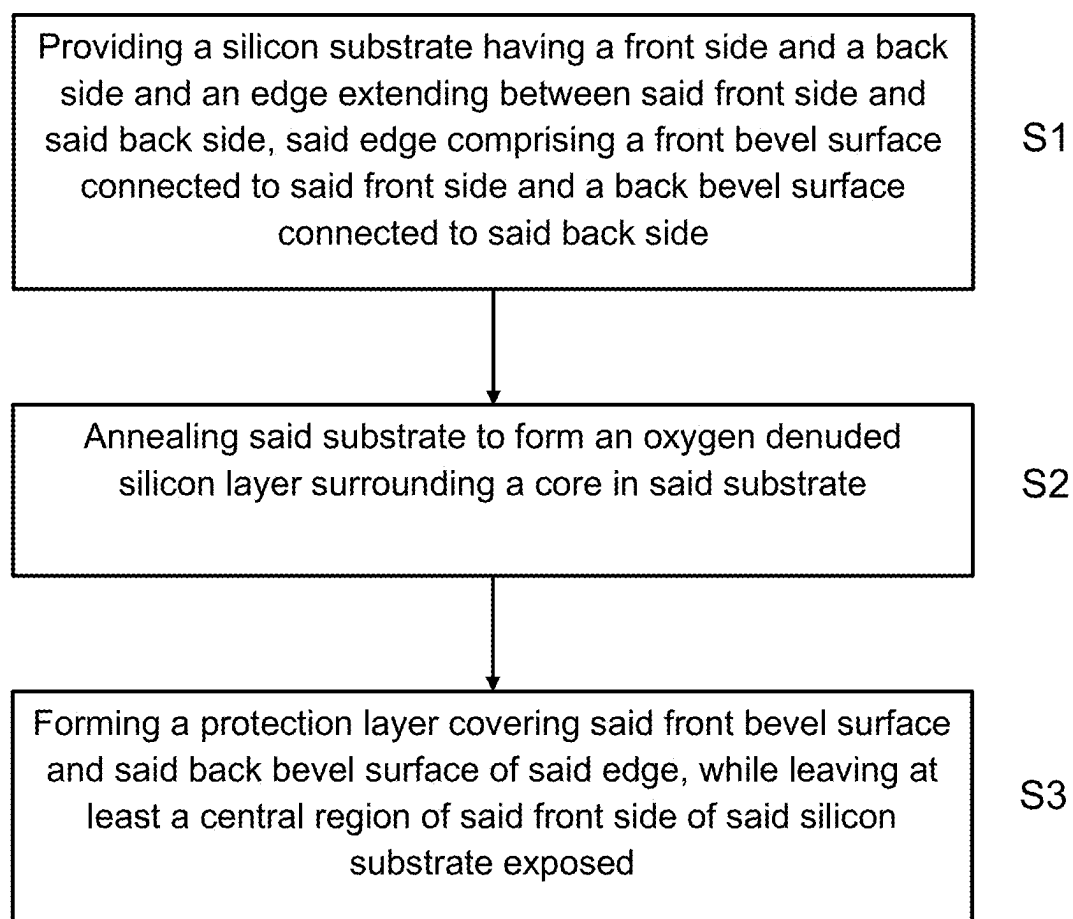 Providing a silicon substrate having a front side and a back
side and an edge extending between said front side and
said back side, said edge comprising a front bevel surface
connected to said front side and a back bevel surface
connected to said back side
S1
Annealing said substrate to form an oxygen denuded
silicon layer surrounding a core in said substrate
S2
Forming a protection layer covering said front bevel surface
and said back bevel surface of said edge, while leaving at
least a central region of said front side of said silicon
substrate exposed
S3